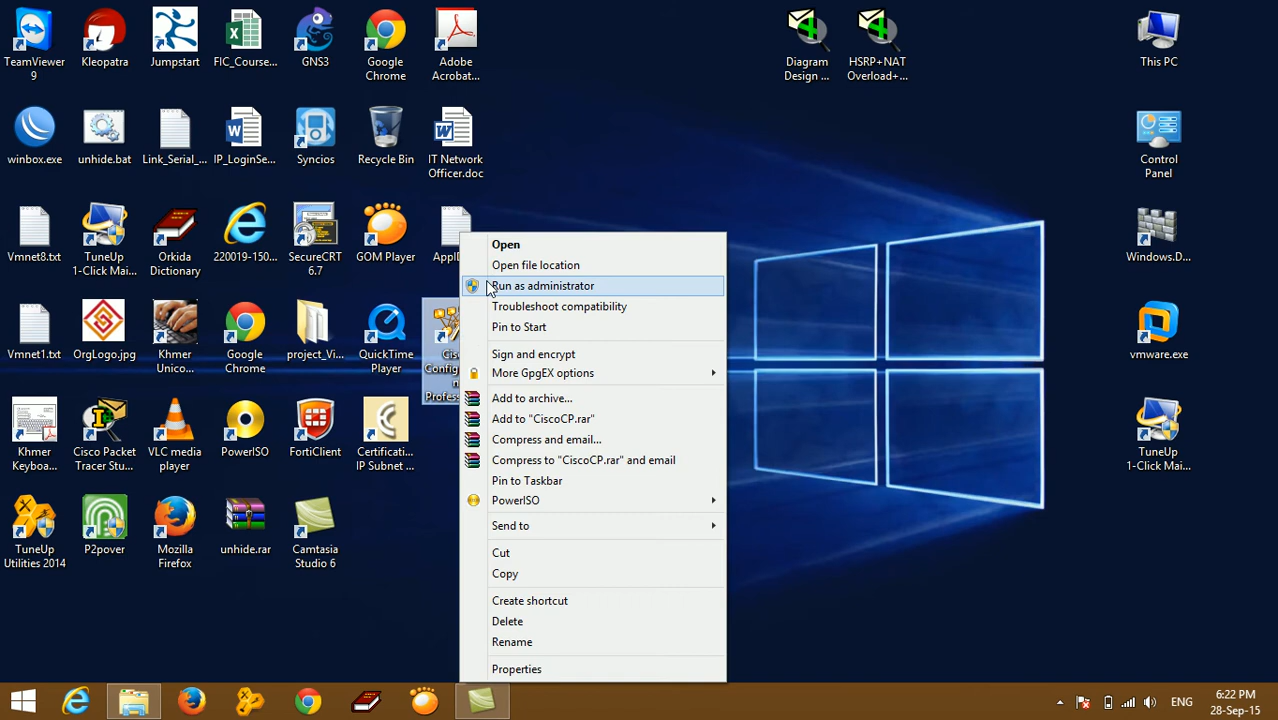 TeamViewer
9
Kleopatra
Jumpstart
FIC_Course...
GNS3
Google
Chrome
Adobe
Acrobat...
Diagram
Design ...
HSRP+NAT
Overload+...
This PC
winbox.exe
unhide.bat
Link_Serial_...
IP_LoginSe...
Syncios
Recycle Bin
IT Network
Officer.doc
Control
Panel
Vmnet8.txt
TuneUp
1-Click Mai...
Orkida
Dictionary
220019-150...
SecureCRT
6.7
GOM Player
Windows.D...
Vmnet1.txt
OrgLogo.jpg
Khmer
Unico...
Google
Chrome
project_Vi...
QuickTime
Player
vmware.exe
Khmer
Keyboa...
Cisco Packet
Tracer Stu...
VLC media
player
PowerISO
FortiClient
Certificati...
IP Subnet ...
TuneUp
1-Click Mai...
TuneUp
Utilities 2014
P2pover
Mozilla
Firefox
unhide.rar
Camtasia
Studio 6
Open
Open file location
Run as administrator
Troubleshoot compatibility
Pin to Start
Sign and encrypt
More GpgEX options
Add to archive...
Add to "CiscoCP.rar"
Compress and email...
Compress to "CiscoCP.rar" and email
Pin to Taskbar
PowerISO
Send to
Cut
Copy
Create shortcut
Delete
Rename
Properties
ENG
6:22 PM
28-Sep-15